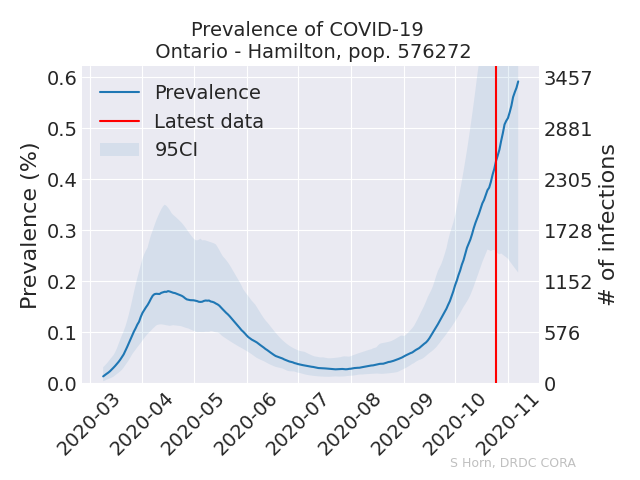 Prevalence of COVID-19
Ontario - Hamilton, pop. 576272
Prevalence (%)
0.6
0.5
0.4
0.3
0.2
0.1
0.0
Prevalence
Latest data
95CI
3457
2881
2305
1728
1152
576
0
# of infections
2020-03
2020-04
2020-05
2020-06
2020-07
2020-08
2020-09
2020-10
2020-11
S Horn, DRDC CORA